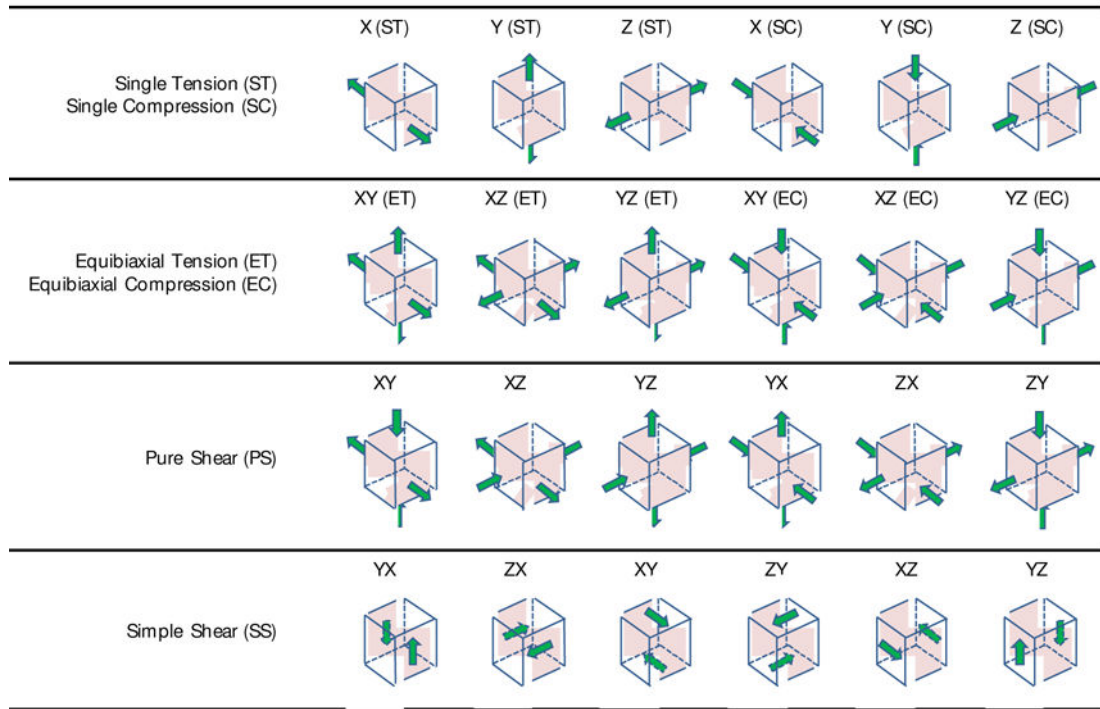 X (ST) Y (ST) Z (ST) X (SC) Y (SC) Z (SC)
Single Tension (ST)
Single Compression (SC)
XY (ET) XZ (ET) YZ (ET) XY (EC) XZ (EC) YZ (EC)
Equibiaxial Tension (ET)
Equibiaxial Compression (EC)
XY XZ YZ YX ZX ZY
Pure Shear (PS)
YX ZX XY ZY XZ YZ
Simple Shear (SS)